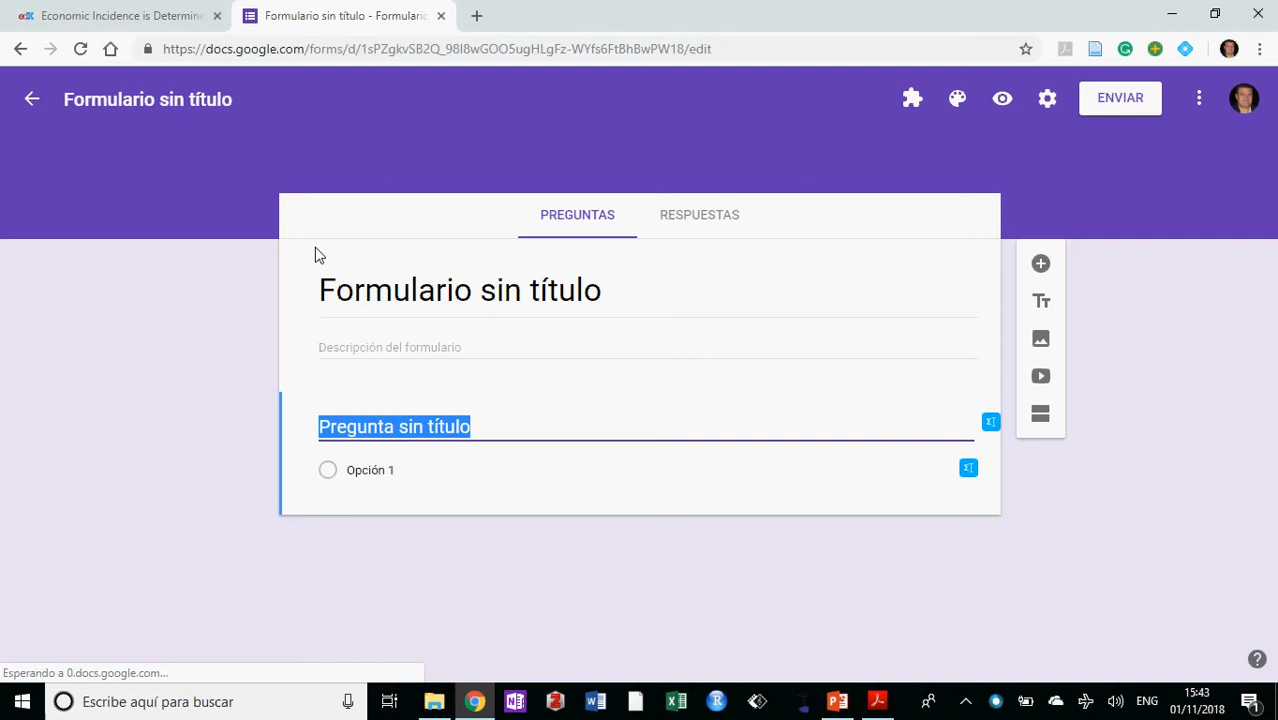 Economic Incidence is Determine
Formulario sin título - Formulario
https://docs.google.com/forms/d/1sPZgkvSB2Q_98I8wGOO5ugHLgFz-WYfs6FtBhBwPW18/edit
Formulario sin título
ENVIAR
PREGUNTAS
RESPUESTAS
Formulario sin título
Descripción del formulario
Pregunta sin título
Opción 1
Esperando a 0.docs.google.com...
Escribe aquí para buscar
ENG
15:43
01/11/2018